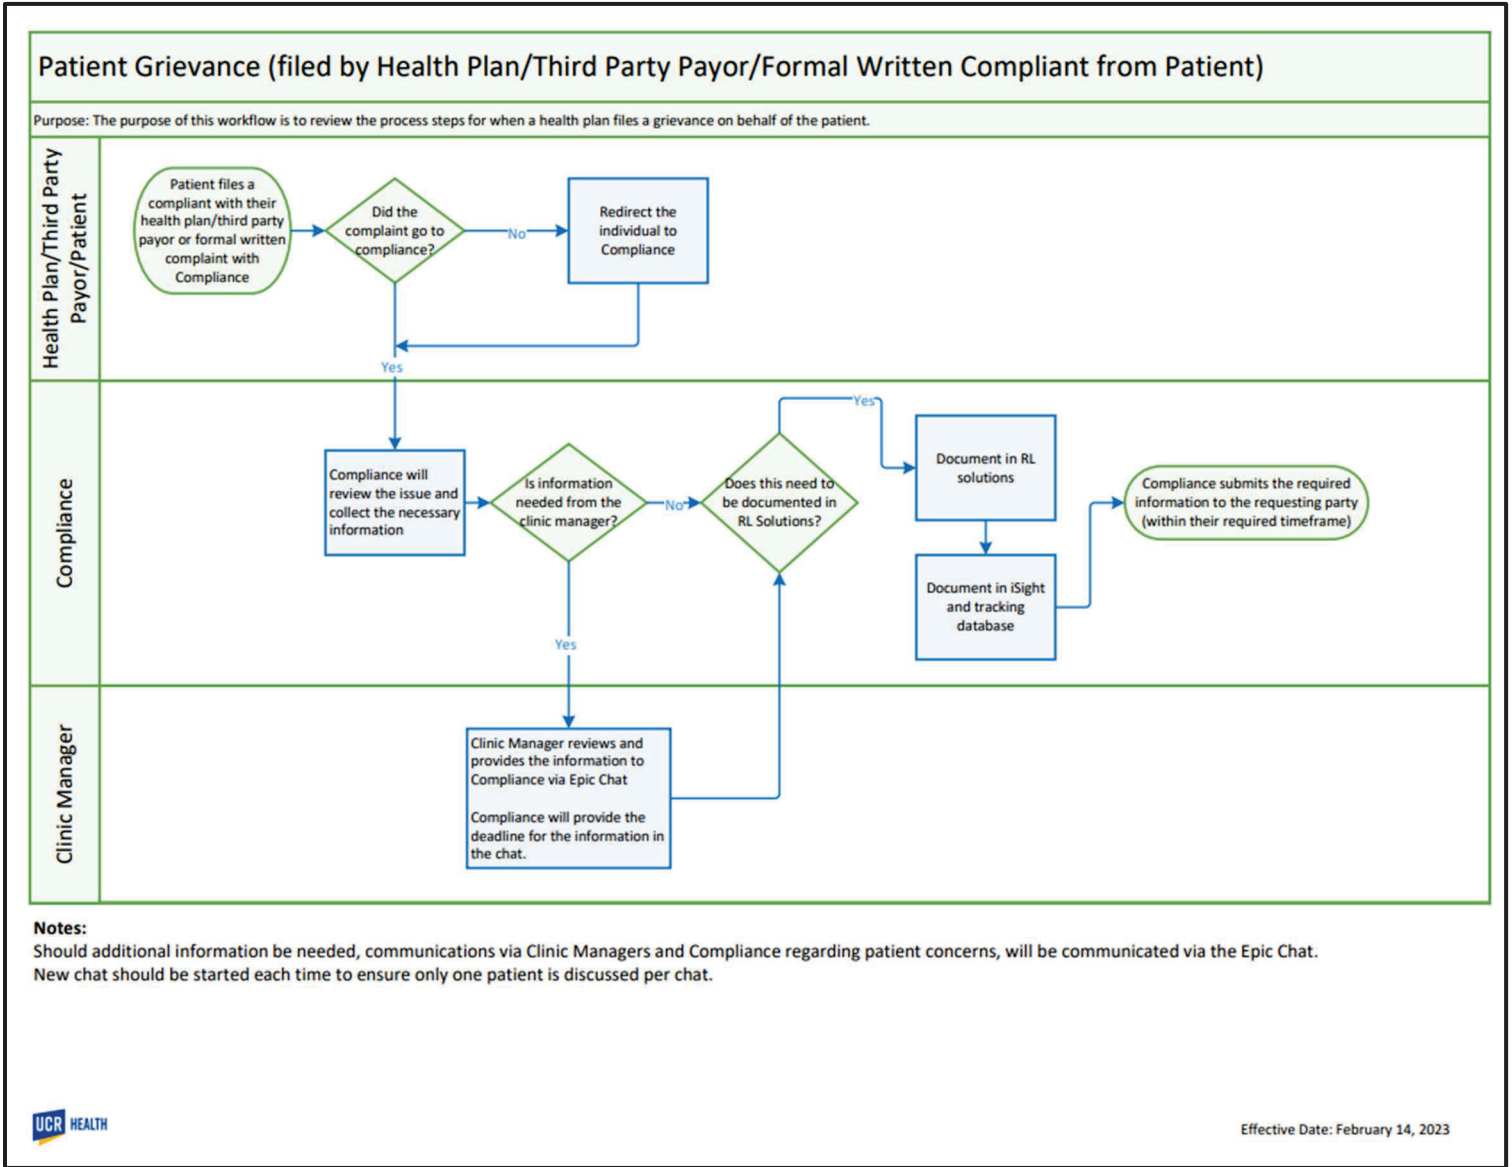 Patient Grievance (filed by Health Plan/Third Party Payor/Formal Written Compliant from Patient)
Purpose: The purpose of this workflow is to review the process steps for when a health plan files a grievance on behalf of the patient.
Health Plan/Third Party
Payor/Patient
Patient files a
compliant with their
health plan/third party
payor or formal written
complaint with
Compliance
Did the
complaint go to
compliance?
No
Redirect the
individual to
Compliance
Yes
Compliance
Compliance will
review the issue and
collect the necessary
information
Is information
needed from the
clinic manager?
No
Does this need to
be documented in
RL Solutions?
Yes
Document in RL
solutions
Document in iSight
and tracking
database
Compliance submits the required
information to the requesting party
(within their required timeframe)
Yes
Clinic Manager
Clinic Manager reviews and
provides the information to
Compliance via Epic Chat
Compliance will provide the
deadline for the information in
the chat.
Notes:
Should additional information be needed, communications via Clinic Managers and Compliance regarding patient concerns, will be communicated via the Epic Chat.
New chat should be started each time to ensure only one patient is discussed per chat.
UCR HEALTH
Effective Date: February 14, 2023